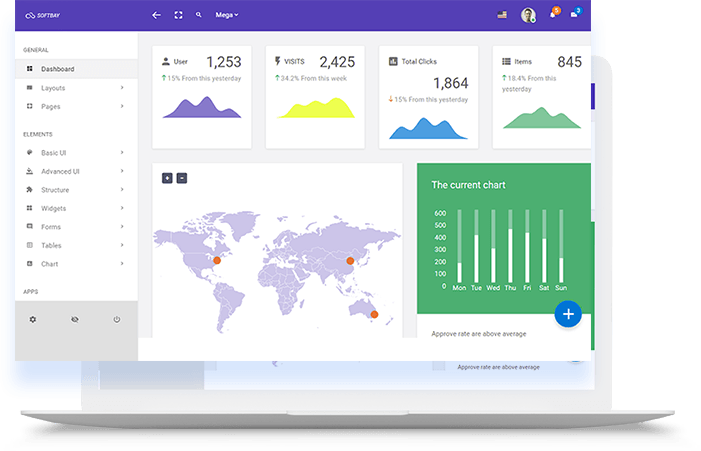 SOFTBAY
Mega
5
3
GENERAL
Dashboard
Layouts
Pages
ELEMENTS
Basic UI
Advanced UI
Structure
Widgets
Forms
Tables
Chart
APPS
User 1,253
15% From this yesterday
VISITS 2,425
34.2% From this week
Total Clicks
1,864
15% From this yesterday
Items 845
18.4% From this
yesterday
+ -
The current chart
600
500
400
300
200
100
0
Mon Tue Wed Thu Fri Sat Sun
+
Approve rate are above average
Approve rate are above average